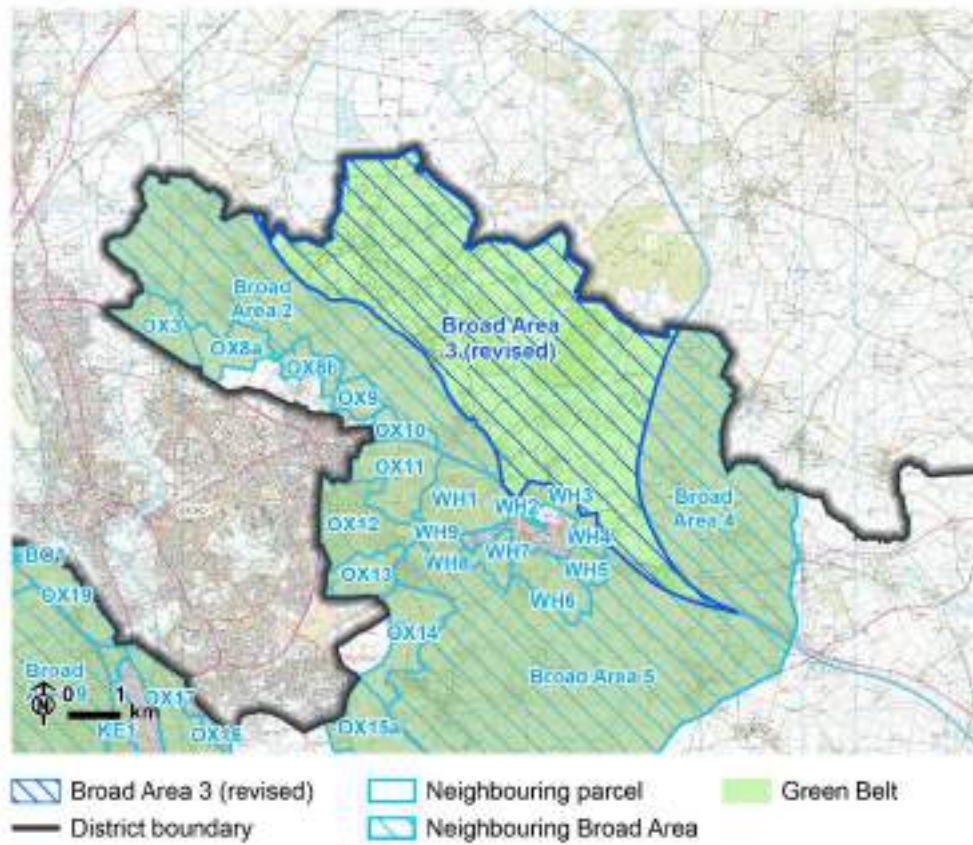 Broad
Area 2
Broad Area
3 (revised)
OX3
OX8a
OX8b
OX9
OX10
OX11
WH1
WH2
WH3
Broad
Area 4
OX12
WH9
WH4
WH7
WH8
WH5
OX13
WH6
OX19
OX14
Broad Area 5
Broad
9
OX17
KE1
OX15a
N
0 1
km
Broad Area 3 (revised)
Neighbouring parcel
Green Belt
District boundary
Neighbouring Broad Area